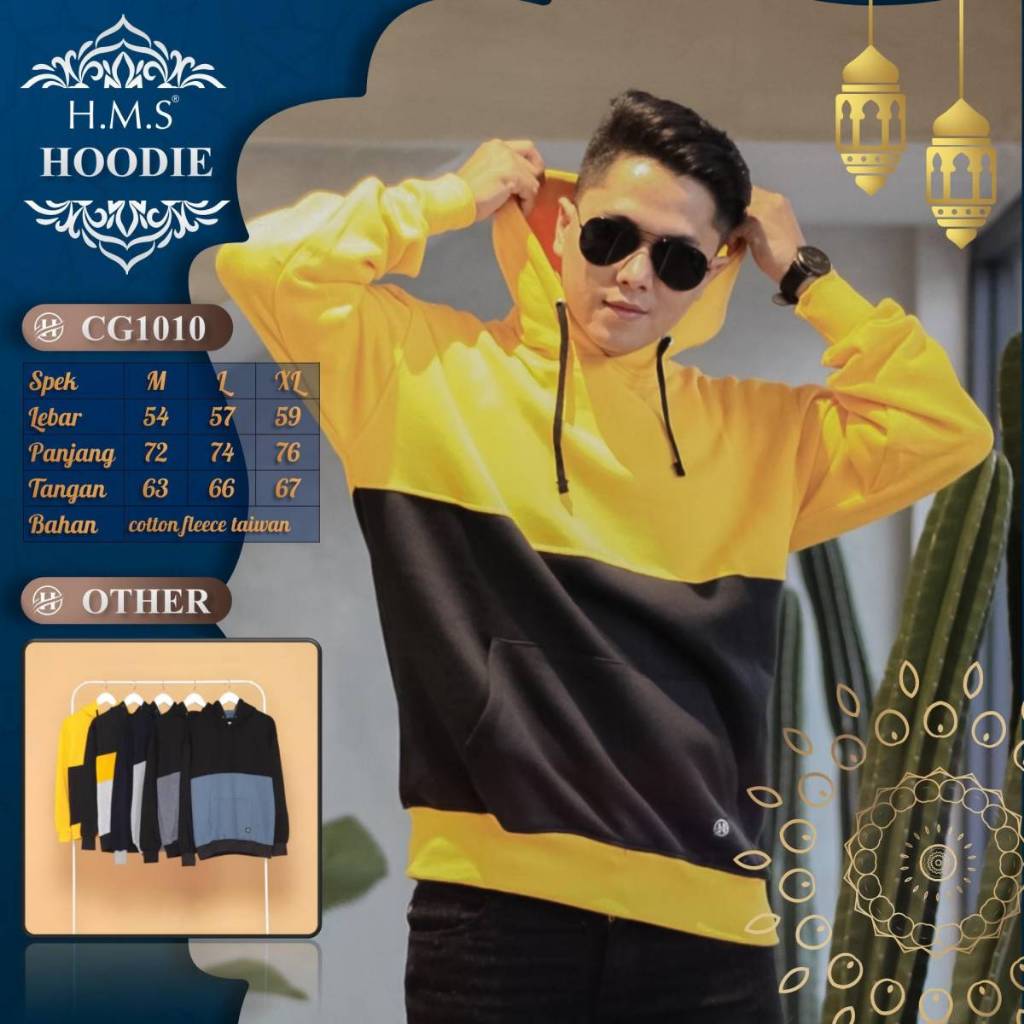 H.M.S®
HOODIE
CG1010
Spek M L XL
Lebar 54 57 59
Panjang 72 74 76
Tangan 63 66 67
Bahan cotton fleece taiwan
OTHER